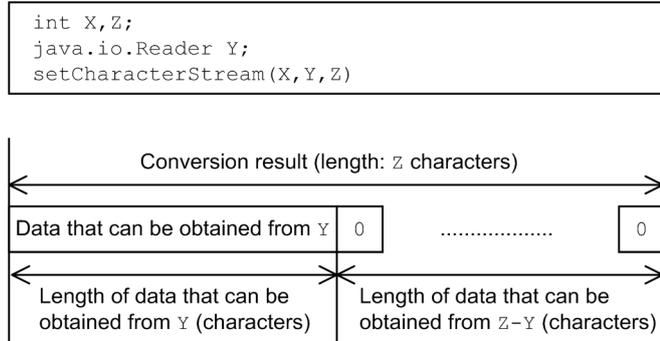 int X,Z;
java.io.Reader Y;
setCharacterStream(X,Y,Z)
Conversion result (length: Z characters)
Data that can be obtained from Y 0 ................... 0
Length of data that can be
obtained from Y (characters)
Length of data that can be
obtained from Z-Y (characters)